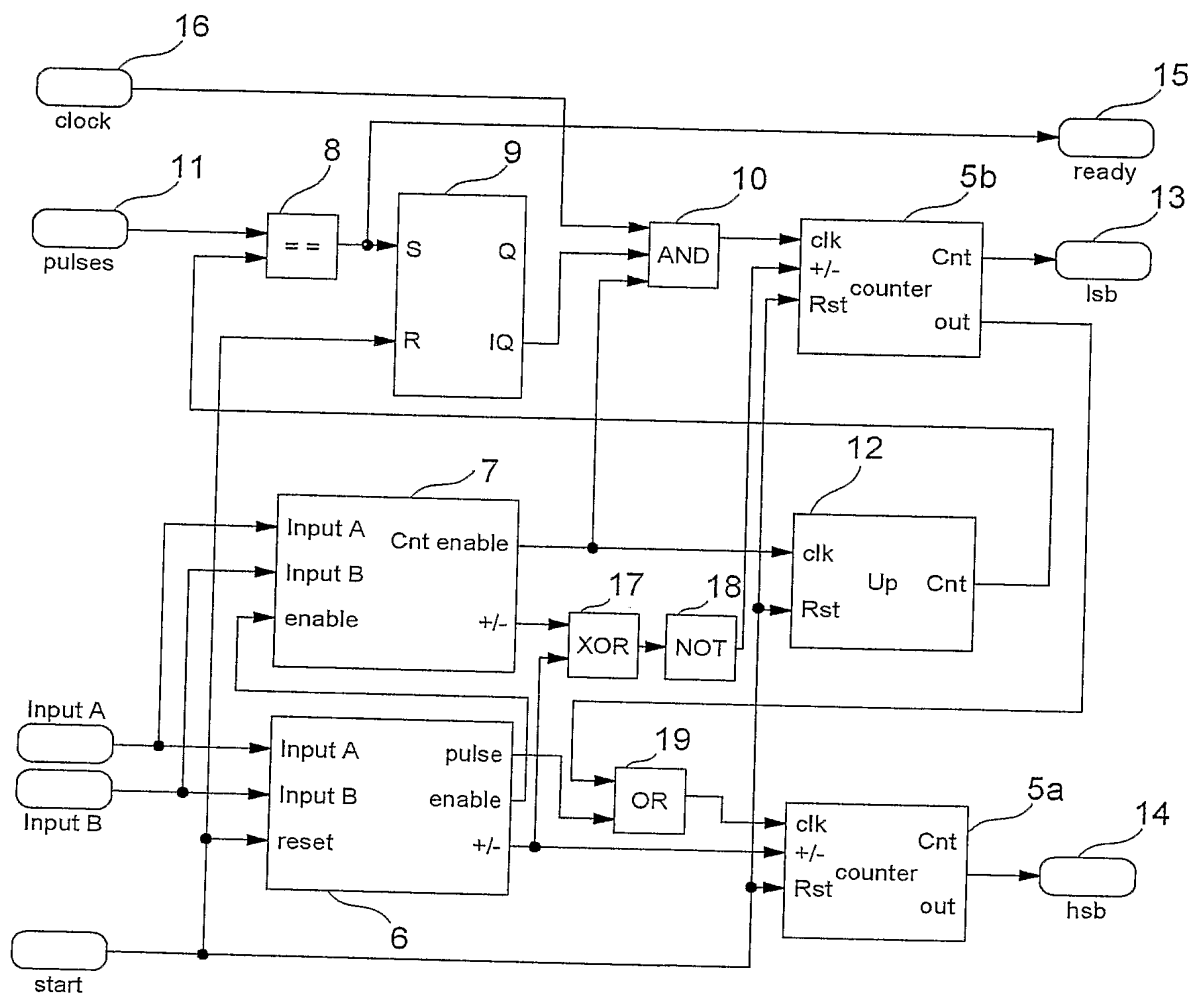 16
clock
15
ready
11
pulses
8
==
9
S
Q
R
IQ
10
AND
5b
clk
+/-
Rst
counter
Cnt
out
13
lsb
7
Input A
Input B
enable
Cnt enable
+/-
12
clk
Rst
Up
Cnt
17
XOR
18
NOT
Input A
Input B
Input A
Input B
reset
pulse
enable
+/-
6
19
OR
5a
clk
+/-
Rst
counter
Cnt
out
14
hsb
start